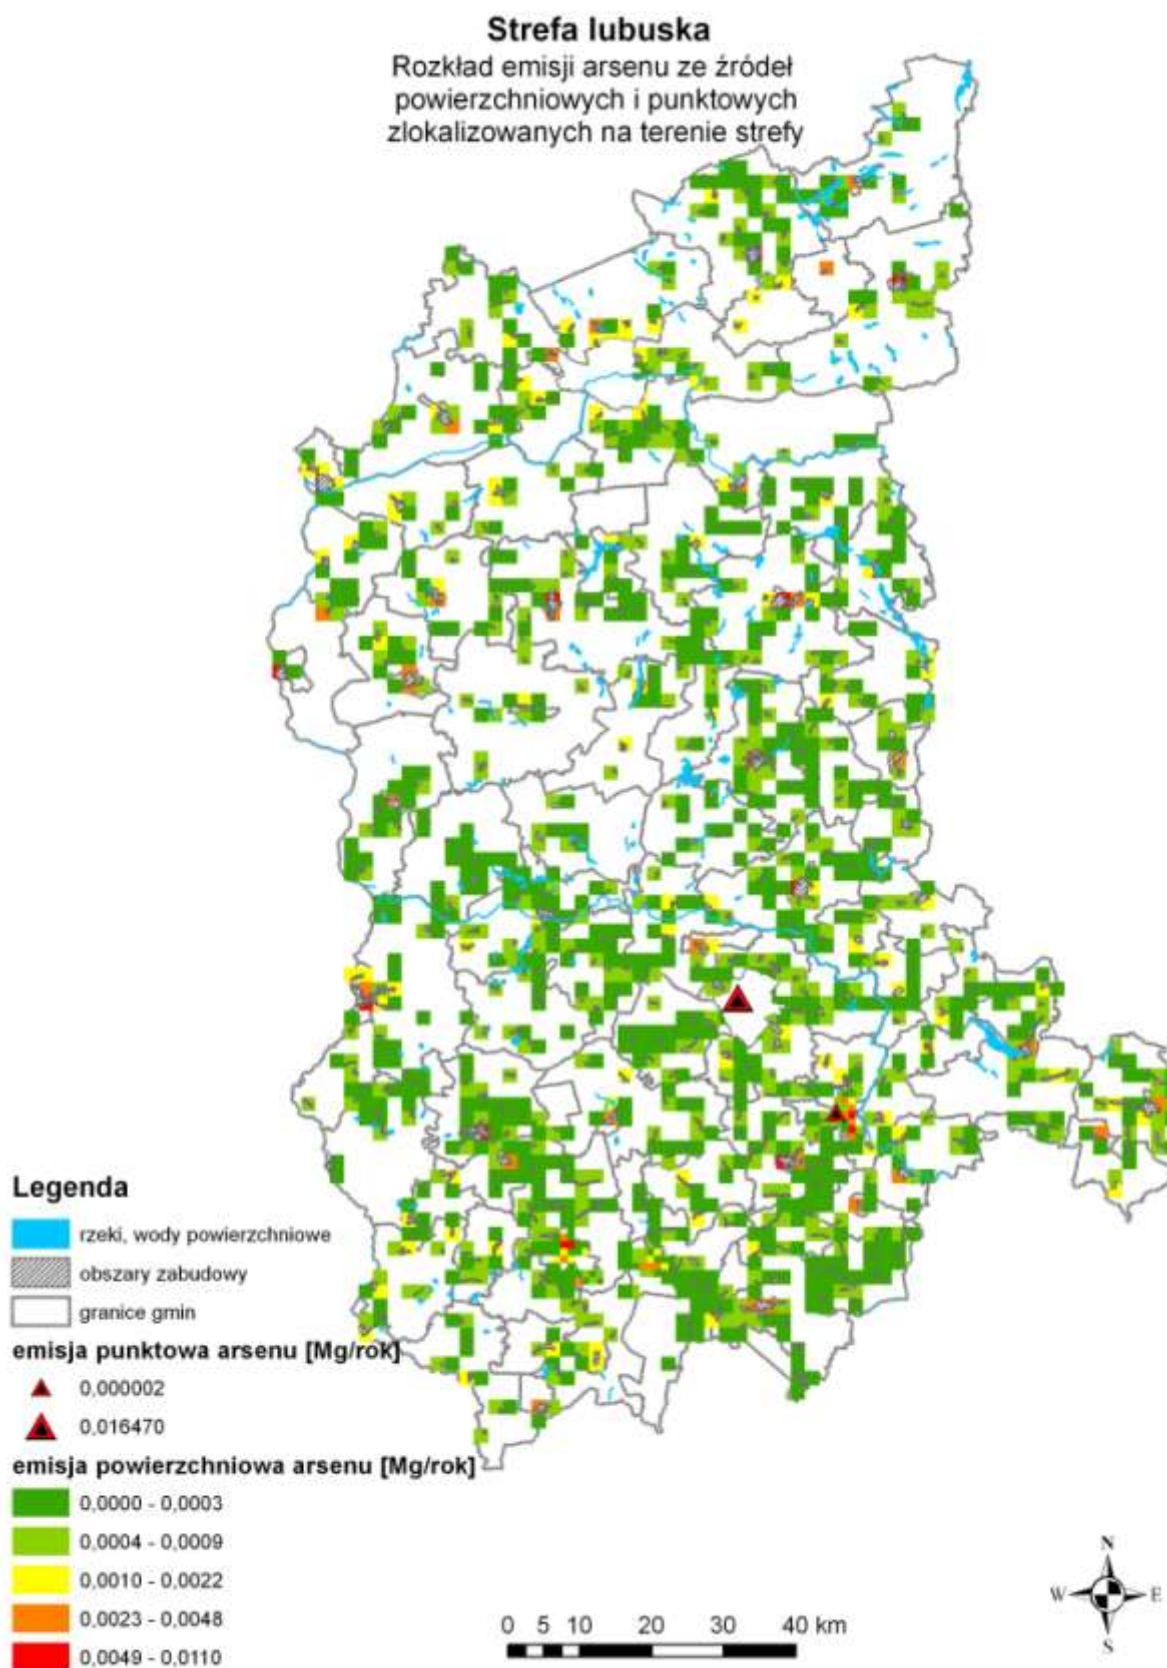 Strefa lubuska
Rozkład emisji arsenu ze źródeł
powierzchniowych i punktowych
zlokalizowanych na terenie strefy
Legenda
rzeki, wody powierzchniowe
obszary zabudowy
granice gmin
emisja punktowa arsenu [Mg/rok]
0,000002
0,016470
emisja powierzchniowa arsenu [Mg/rok]
0,0000 - 0,0003
0,0004 - 0,0009
0,0010 - 0,0022
0,0023 - 0,0048
0,0049 - 0,0110
0 5 10 20 30 40 km
N
W E
S